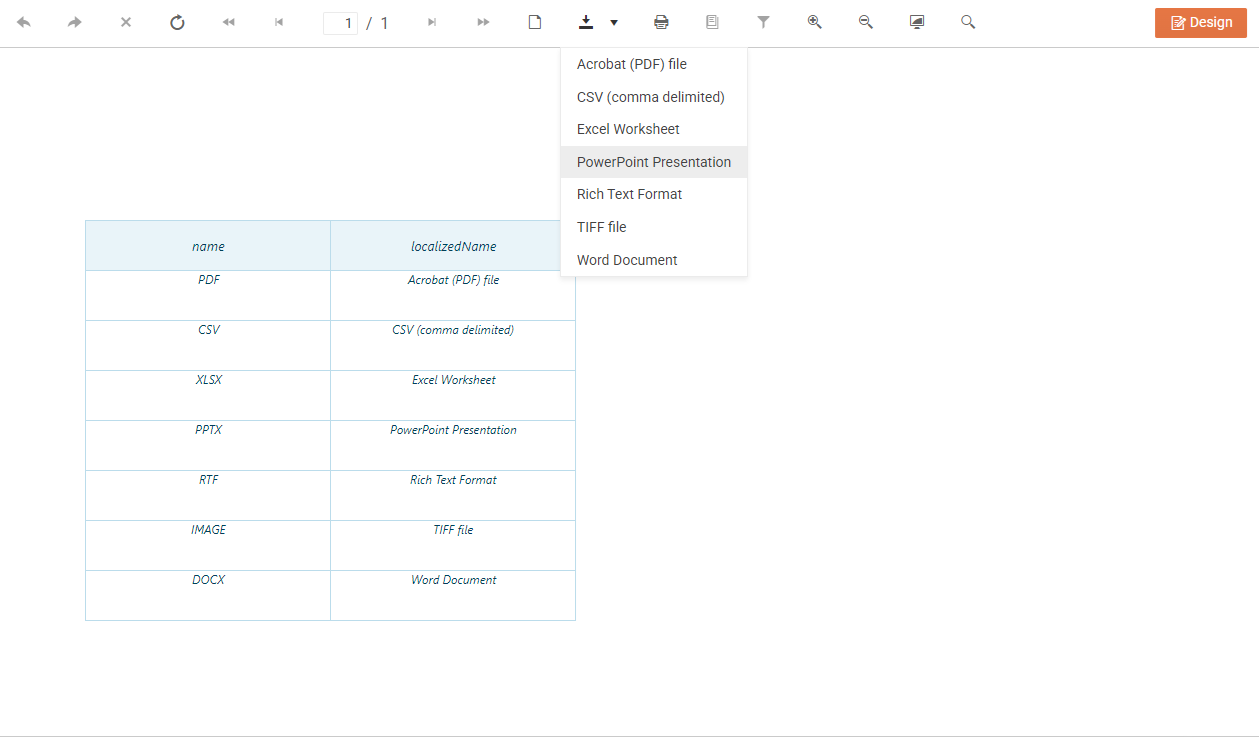 1 / 1
Design
Acrobat (PDF) file
CSV (comma delimited)
Excel Worksheet
PowerPoint Presentation
Rich Text Format
TIFF file
Word Document
name localizedName
PDF Acrobat (PDF) file
CSV CSV (comma delimited)
XLSX Excel Worksheet
PPTX PowerPoint Presentation
RTF Rich Text Format
IMAGE TIFF file
DOCX Word Document